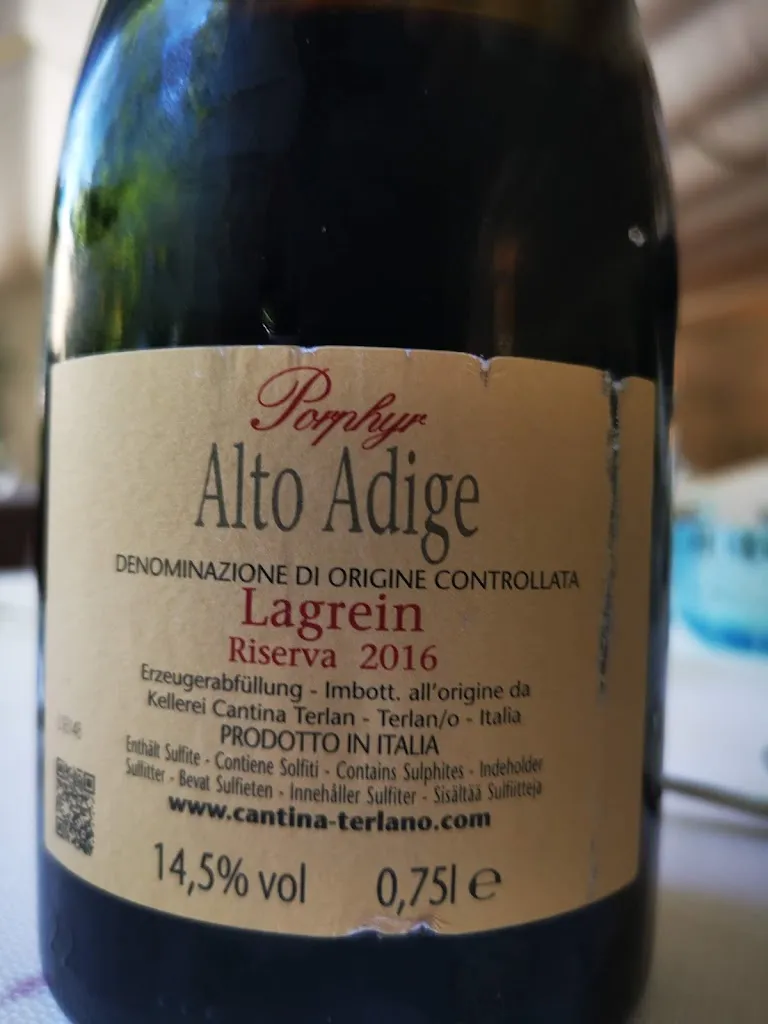 Porphyr
Alto Adige
DENOMINAZIONE DI ORIGINE CONTROLLATA
Lagrein
Riserva 2016
Erzeugerabfüllung - Imbott. all'origine da
Kellerei Cantina Terlan - Terlan/o - Italia
PRODOTTO IN ITALIA
Enthält Sulfite - Contiene Solfiti - Contains Sulphites - Indeholder
Sulfitter - Bevat Sulfieten - Innehåller Sulfiter - Sisältää Sulfiitteja
www.cantina-terlano.com
14,5% vol 0,75l e